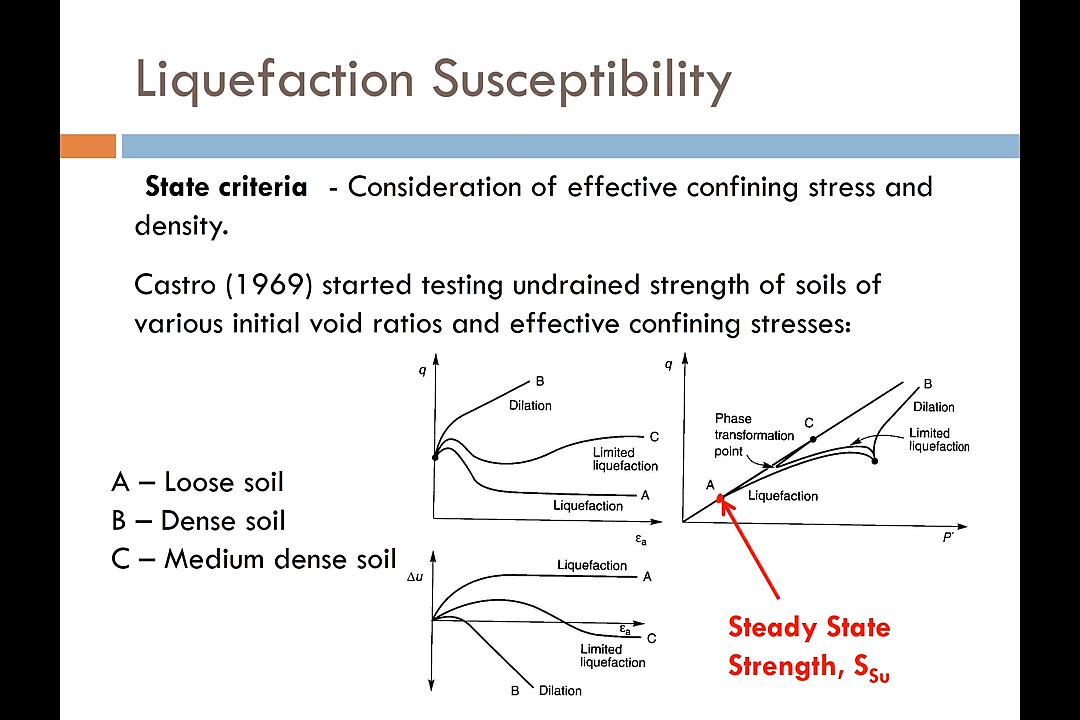 Liquefaction Susceptibility
State criteria - Consideration of effective confining stress and
density.
Castro (1969) started testing undrained strength of soils of
various initial void ratios and effective confining stresses:
A – Loose soil
B – Dense soil
C – Medium dense soil
q
B
Dilation
C
Limited
liquefaction
A
Liquefaction
εa
Δu
Liquefaction
A
εa
C
Limited
liquefaction
B Dilation
q
B
Dilation
Phase
transformation
point
C
Limited
liquefaction
A
Liquefaction
P'
Steady State
Strength, SSu